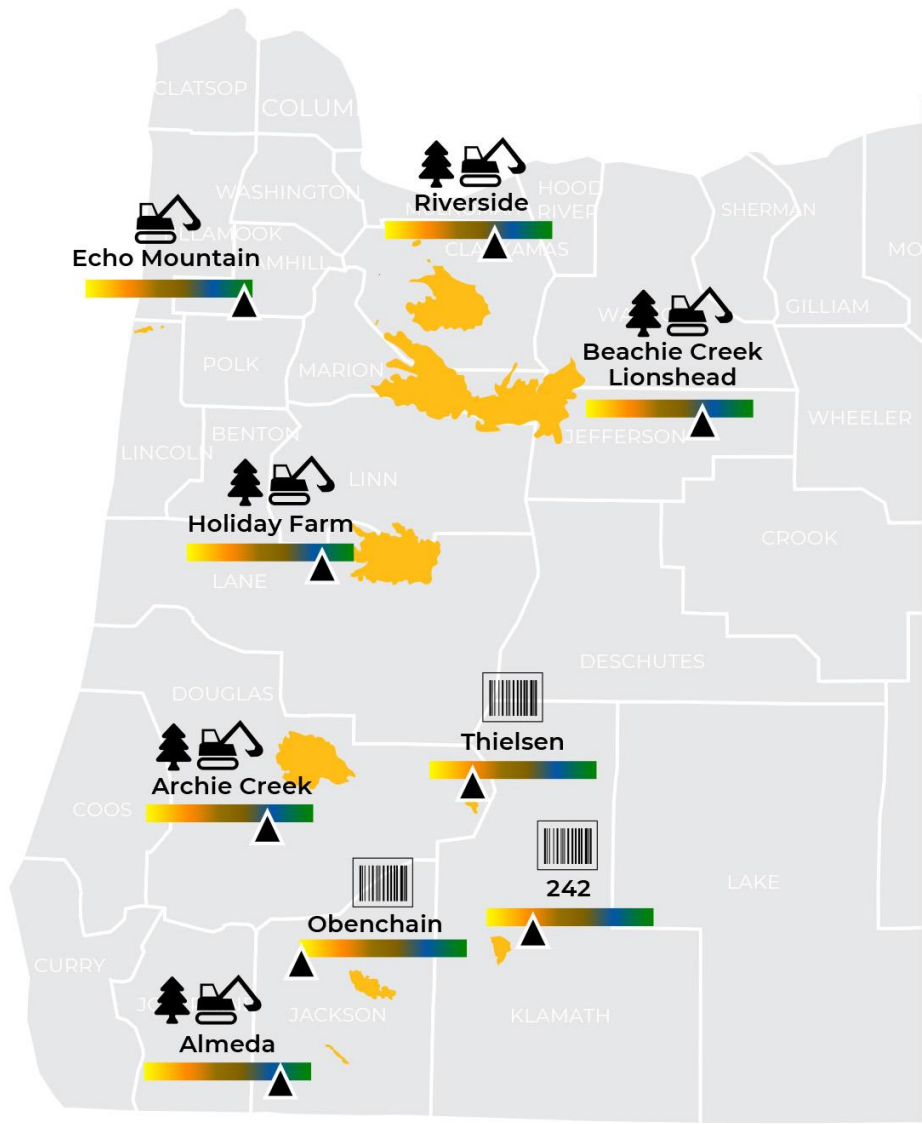 CLATSOP
COLUM
Riverside
WASHINGTON
HOOD
RIVER
SHERMAN
LLAMOOK
Echo Mountain
AMHILL
MO
GILLIAM
Beachie Creek
Lionshead
POLK
MARION
WHEELER
BENTON
JEFFERSON
LINCOLN
LINN
Holiday Farm
CROOK
LANE
DESCHUTES
DOUGLAS
Thielsen
Archie Creek
COOS
242
LAKE
Obenchain
CURRY
JACKSON
KLAMATH
Almeda